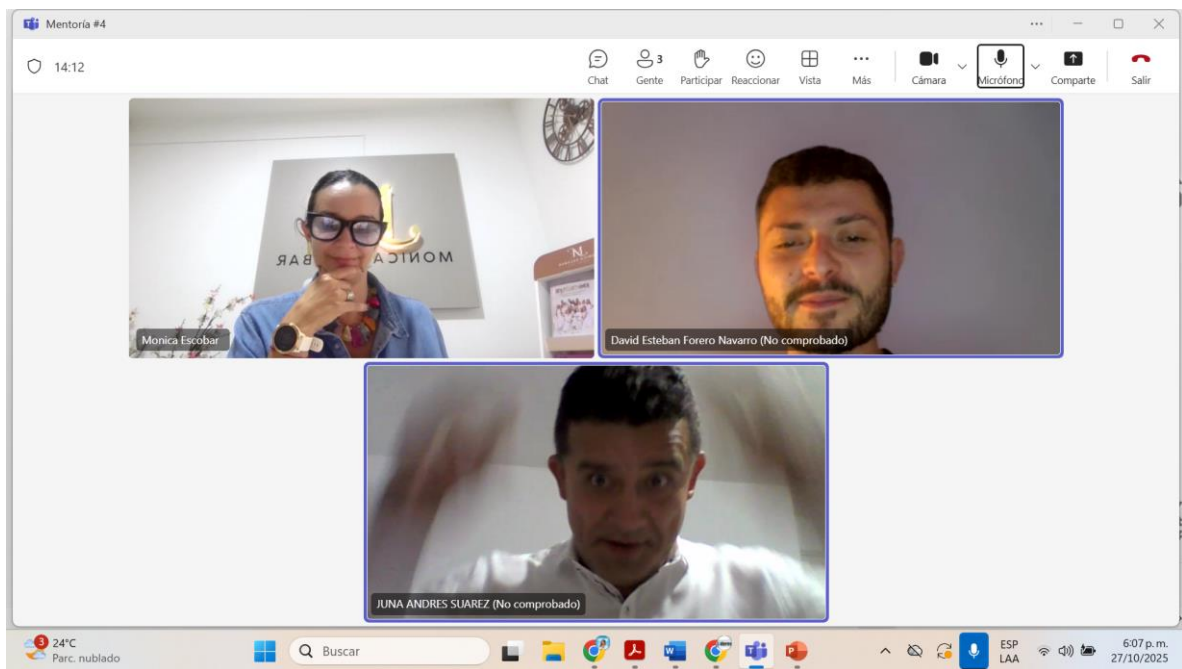 Mentoría #4
14:12
Chat
3
Gente
Participar
Reaccionar
Vista
Más
Cámara
Micrófono
Comparte
Salir
MONICA BAR
N
Monica Escobar
David Esteban Forero Navarro (No comprobado)
JUNA ANDRES SUAREZ (No comprobado)
3
24°C
Parc. nublado
Buscar
ESP
LAA
6:07 p. m.
27/10/2025